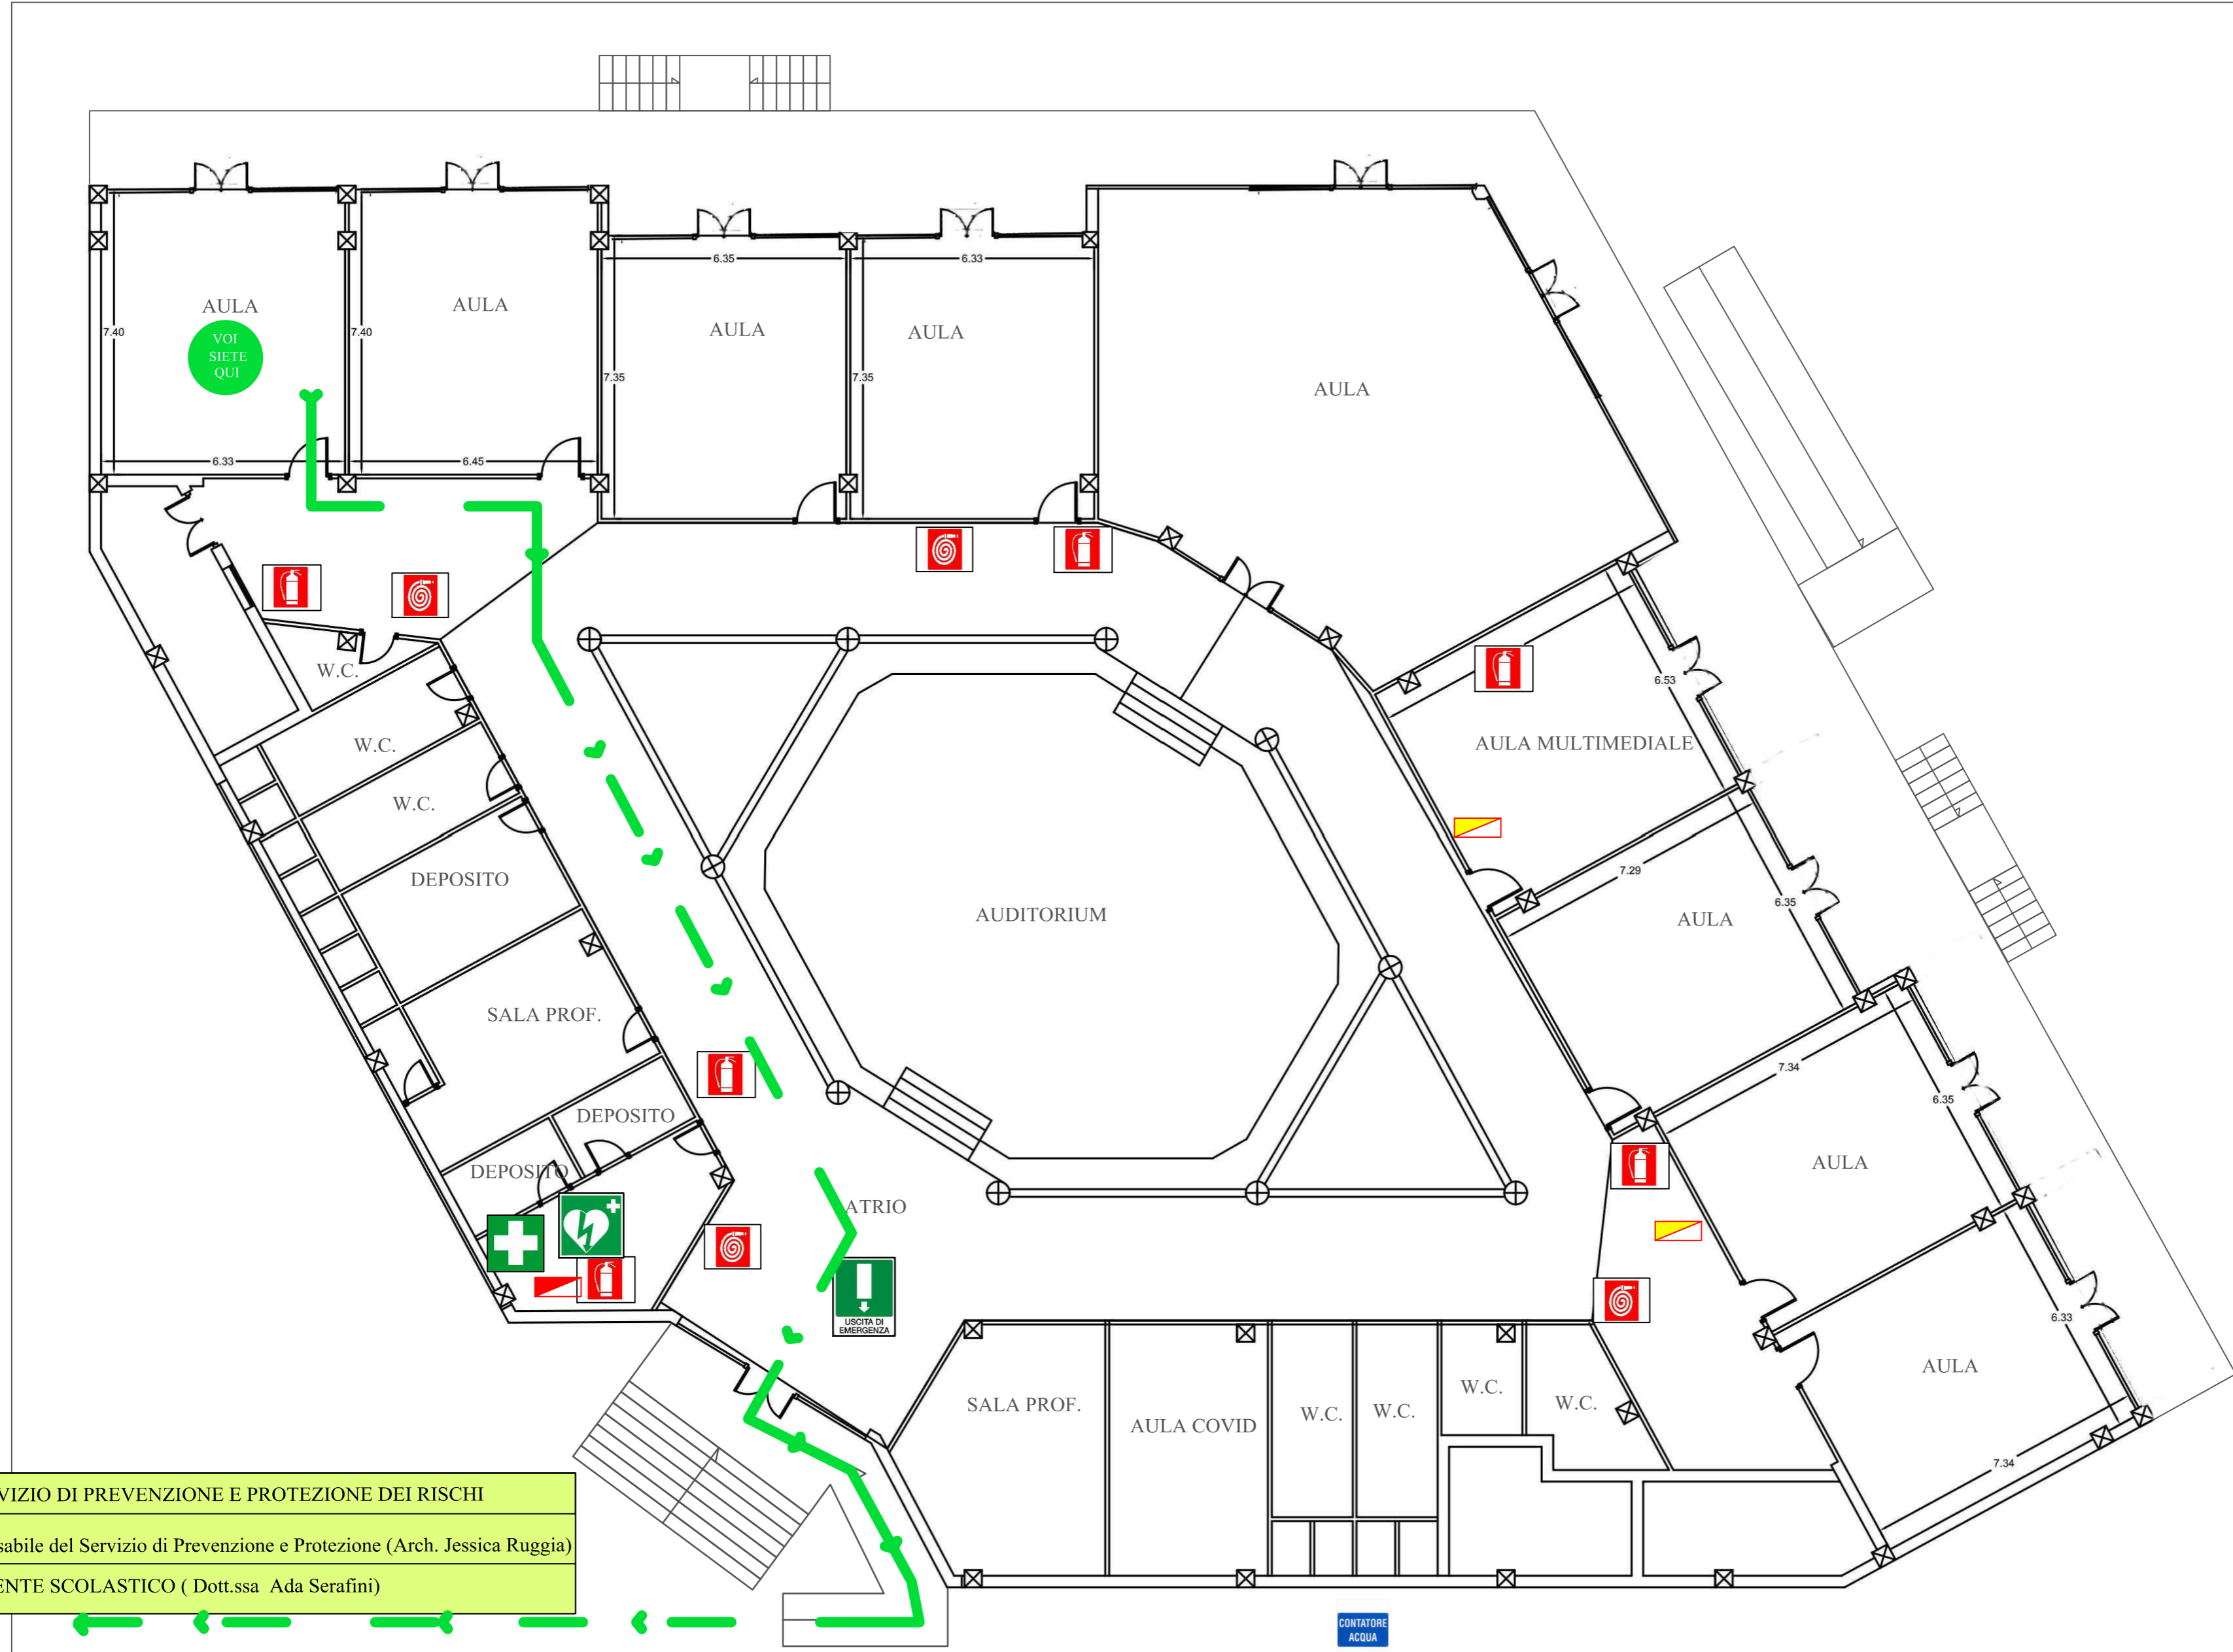 6.35
6.33
AULA
AULA
7.40
7.40
AULA
AULA
VOI
SIETE
QUI
7.35
7.35
AULA
6.33
6.45
W.C.
6.53
W.C.
AULA MULTIMEDIALE
W.C.
DEPOSITO
7.29
6.35
AUDITORIUM
AULA
SALA PROF.
7.34
6.35
DEPOSITO
AULA
DEPOSITO
ATRIO
USCITA DI
EMERGENZA
6.33
AULA
SALA PROF.
AULA COVID
W.C.
W.C.
W.C.
W.C.
7.34
VIZIO DI PREVENZIONE E PROTEZIONE DEI RISCHI
sabile del Servizio di Prevenzione e Protezione (Arch. Jessica Ruggia)
ENTE SCOLASTICO ( Dott.ssa Ada Serafini)
CONTATORE
ACQUA